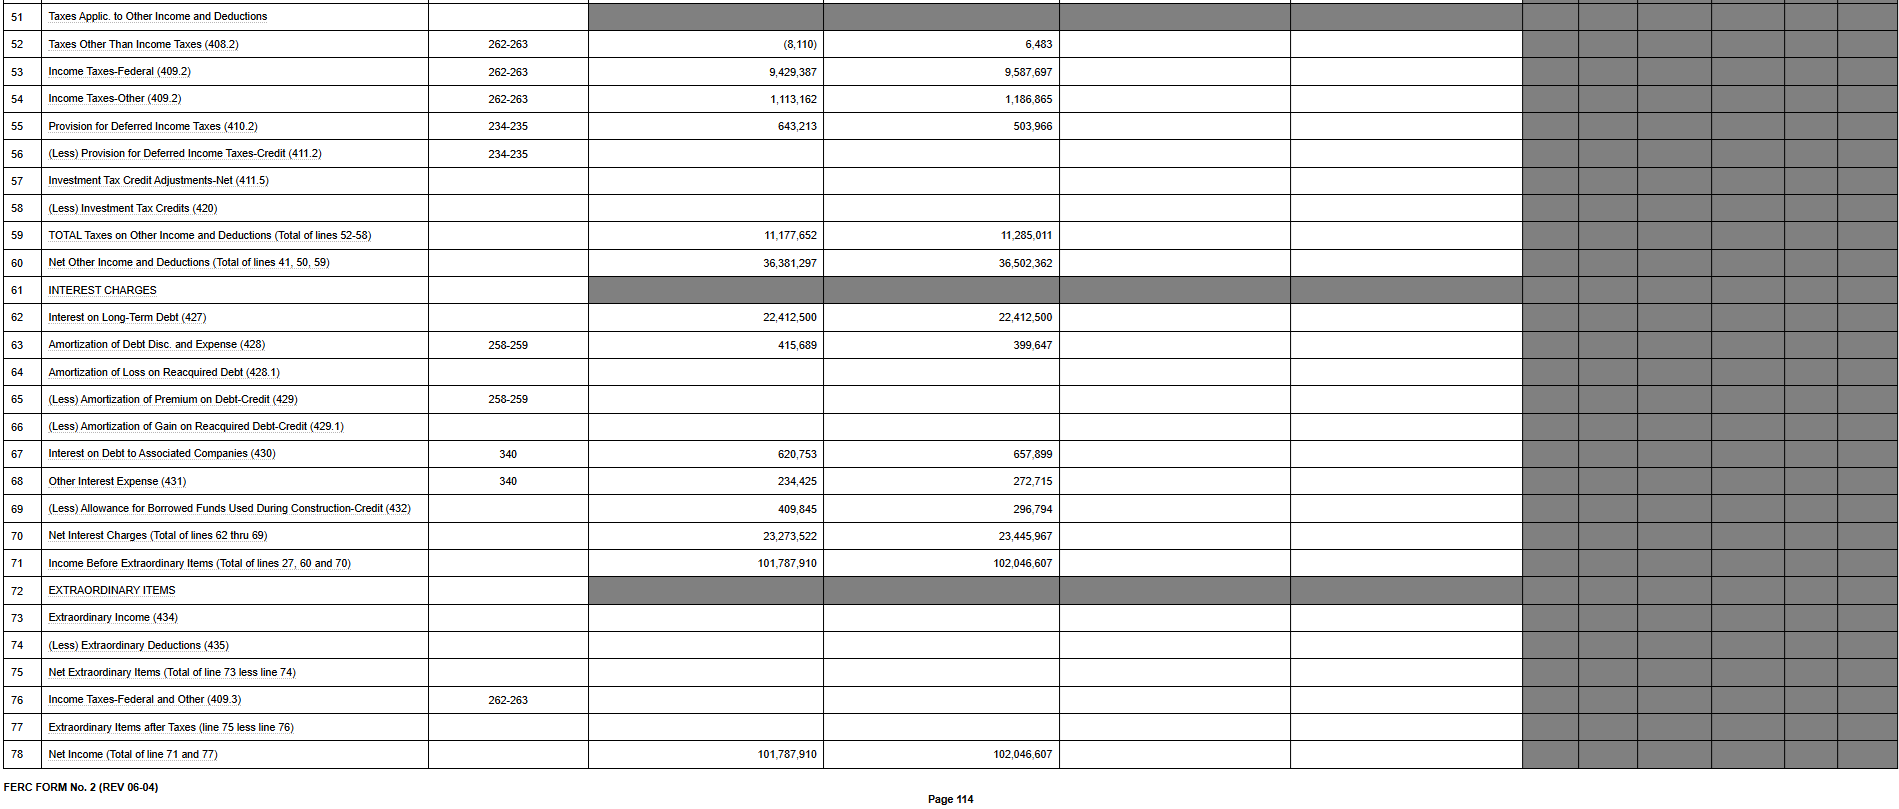 51 Taxes Applic. to Other Income and Deductions
52 Taxes Other Than Income Taxes (408.2) 262-263 (8,110) 6,483
53 Income Taxes-Federal (409.2) 262-263 9,429,387 9,587,697
54 Income Taxes-Other (409.2) 262-263 1,113,162 1,186,865
55 Provision for Deferred Income Taxes (410.2) 234-235 643,213 503,966
56 (Less) Provision for Deferred Income Taxes-Credit (411.2) 234-235
57 Investment Tax Credit Adjustments-Net (411.5)
58 (Less) Investment Tax Credits (420)
59 TOTAL Taxes on Other Income and Deductions (Total of lines 52-58) 11,177,652 11,285,011
60 Net Other Income and Deductions (Total of lines 41, 50, 59) 36,381,297 36,502,362
61 INTEREST CHARGES
62 Interest on Long-Term Debt (427) 22,412,500 22,412,500
63 Amortization of Debt Disc. and Expense (428) 258-259 415,689 399,647
64 Amortization of Loss on Reacquired Debt (428.1)
65 (Less) Amortization of Premium on Debt-Credit (429) 258-259
66 (Less) Amortization of Gain on Reacquired Debt-Credit (429.1)
67 Interest on Debt to Associated Companies (430) 340 620,753 657,899
68 Other Interest Expense (431) 340 234,425 272,715
69 (Less) Allowance for Borrowed Funds Used During Construction-Credit (432) 409,845 296,794
70 Net Interest Charges (Total of lines 62 thru 69) 23,273,522 23,445,967
71 Income Before Extraordinary Items (Total of lines 27, 60 and 70) 101,787,910 102,046,607
72 EXTRAORDINARY ITEMS
73 Extraordinary Income (434)
74 (Less) Extraordinary Deductions (435)
75 Net Extraordinary Items (Total of line 73 less line 74)
76 Income Taxes-Federal and Other (409.3) 262-263
77 Extraordinary Items after Taxes (line 75 less line 76)
78 Net Income (Total of line 71 and 77) 101,787,910 102,046,607
FERC FORM No. 2 (REV 06-04)
Page 114